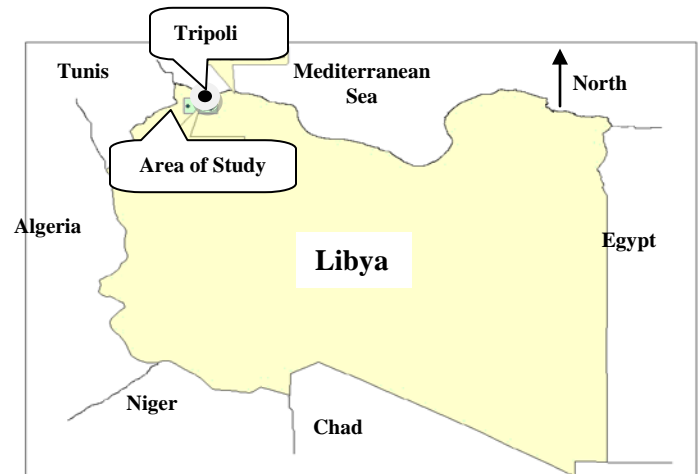 Tripoli
Tunis
Mediterranean
Sea
North
Area of Study
Algeria
Egypt
Libya
Niger
Chad